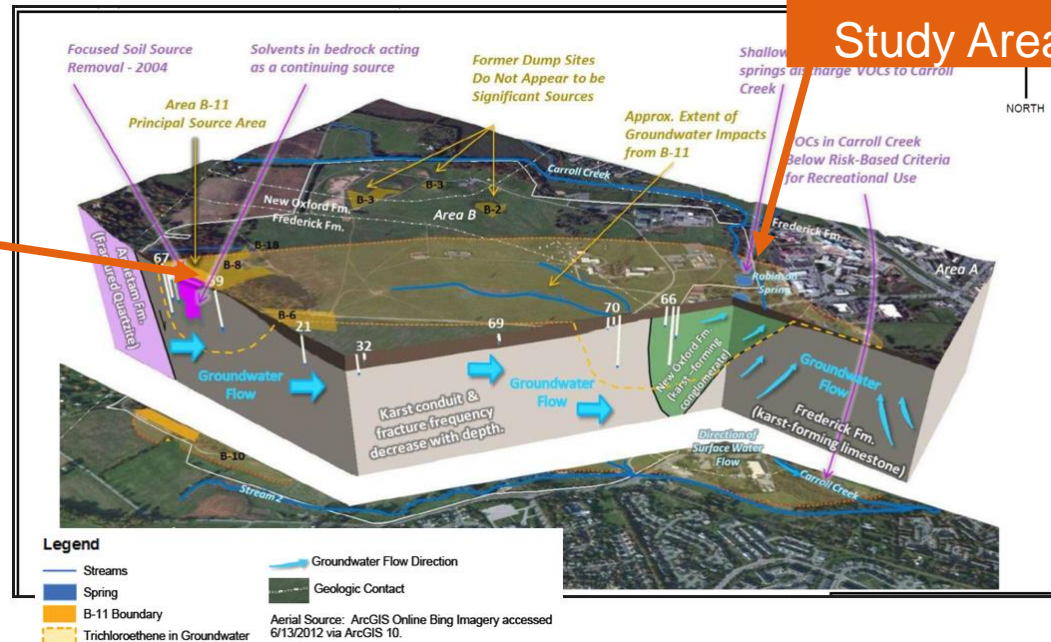 Study Area
NORTH
Focused Soil Source
Removal - 2004
Solvents in bedrock acting
as a continuing source
Former Dump Sites
Do Not Appear to be
Significant Sources
Shallow
springs discharge VOCs to Carroll
Creek
Area B-11
Principal Source Area
Approx. Extent of
Groundwater Impacts
from B-11
OCs in Carroll Creek
Below Risk-Based Criteria
for Recreational Use
Carroll Creek
B-3
B-3
B-2
New Oxford Fm.
Frederick Fm.
Area B
Frederick Fm.
Area A
Robinson
Spring
B-18
B-8
B-6
67
69
21
32
69
70
66
Fm.
(Fractured Quartzite)
Groundwater
Flow
Karst conduit &
fracture frequency
decrease with depth.
Groundwater
Flow
New Oxford Fm.
(karst-forming
conglomerate)
Groundwater
Flow
Frederick Fm.
(karst-forming limestone)
B-10
Stream 2
Direction of
Surface Water
Flow
Carroll Creek
Legend
Streams
Spring
B-11 Boundary
Trichloroethene in Groundwater
Groundwater Flow Direction
Geologic Contact
Aerial Source: ArcGIS Online Bing Imagery accessed
6/13/2012 via ArcGIS 10.